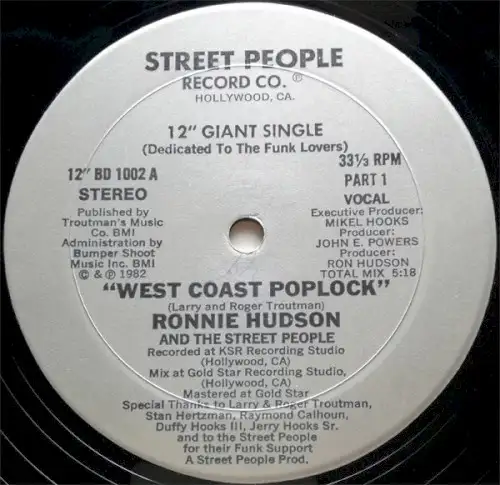 STREET PEOPLE
RECORD CO. ℗
HOLLYWOOD, CA.
12" GIANT SINGLE
(Dedicated To The Funk Lovers)
12" BD 1002 A
STEREO
33⅓ RPM
PART 1
VOCAL
Published by
Troutman's Music
Co. BMI
Administration by
Bumper Shoot
Music Inc. BMI
© & ℗ 1982
Executive Producer:
MIKEL HOOKS
Producer:
JOHN E. POWERS
Producer:
RON HUDSON
TOTAL MIX 5:18
"WEST COAST POPLOCK"
(Larry and Roger Troutman)
RONNIE HUDSON
AND THE STREET PEOPLE
Recorded at KSR Recording Studio
(Hollywood, CA)
Mix at Gold Star Recording Studio,
(Hollywood, CA)
Mastered at Gold Star
Special Thanks to Larry & Roger Troutman,
Stan Hertzman, Raymond Calhoun,
Duffy Hooks III, Jerry Hooks Sr.
and to the Street People
for their Funk Support
A Street People Prod.